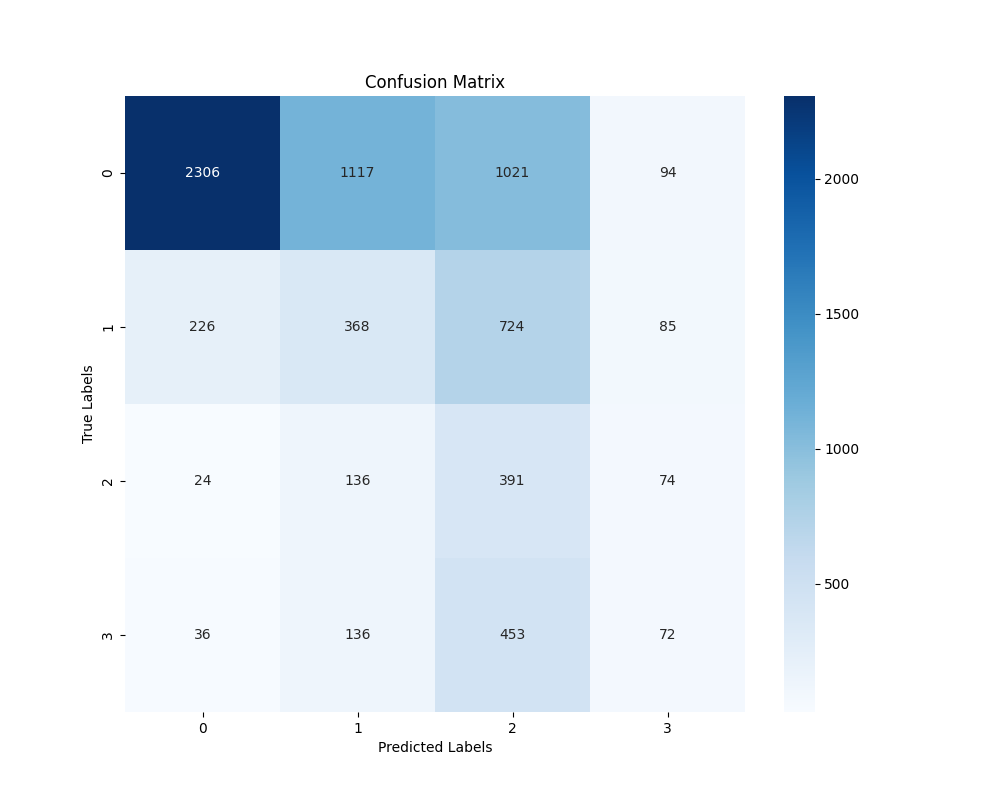 Confusion Matrix
0 2306 1117 1021 94
1 226 368 724 85
2 24 136 391 74
3 36 136 453 72
0 1 2 3
Predicted Labels
True Labels
2000
1500
1000
500